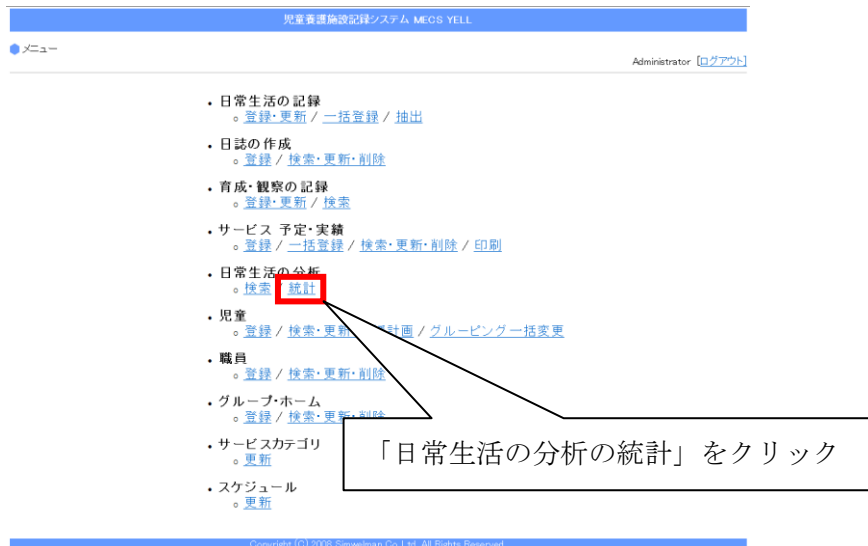 児童養護施設記録システム MECS YELL
メニュー
Administrator [ログアウト]
・日常生活の記録
登録・更新 / 一括登録 / 抽出
・日誌の作成
登録 / 検索・更新・削除
・育成・観察の記録
登録・更新 / 検索
・サービス 予定・実績
登録 / 一括登録 / 検索・更新・削除 / 印刷
・日常生活の分析
検索 / 統計
・児童
登録 / 検索・更新 計画 / グルーピング一括変更
・職員
登録 / 検索・更新・削除
・グループ・ホーム
登録 / 検索・更新・削除
・サービスカテゴリ
更新
・スケジュール
更新
「日常生活の分析の統計」をクリック
Copyright (C) 2008 Simwelman Co.,Ltd. All Rights Reserved.